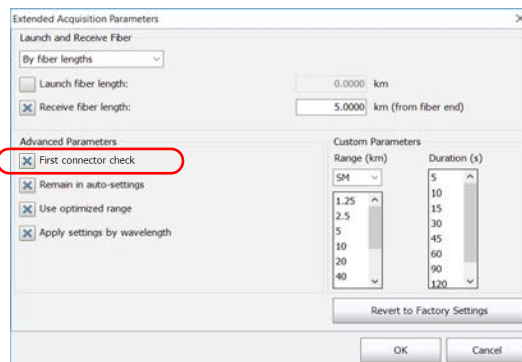 Extended Acquisition Parameters
Launch and Receive Fiber
By fiber lengths
Launch fiber length: 0.0000 km
Receive fiber length: 5.0000 km (from fiber end)
Advanced Parameters
First connector check
Remain in auto-settings
Use optimized range
Apply settings by wavelength
Custom Parameters
Range (km) Duration (s)
SM
1.25
2.5
5
10
20
40
5
10
15
30
45
60
90
120
Revert to Factory Settings
OK Cancel